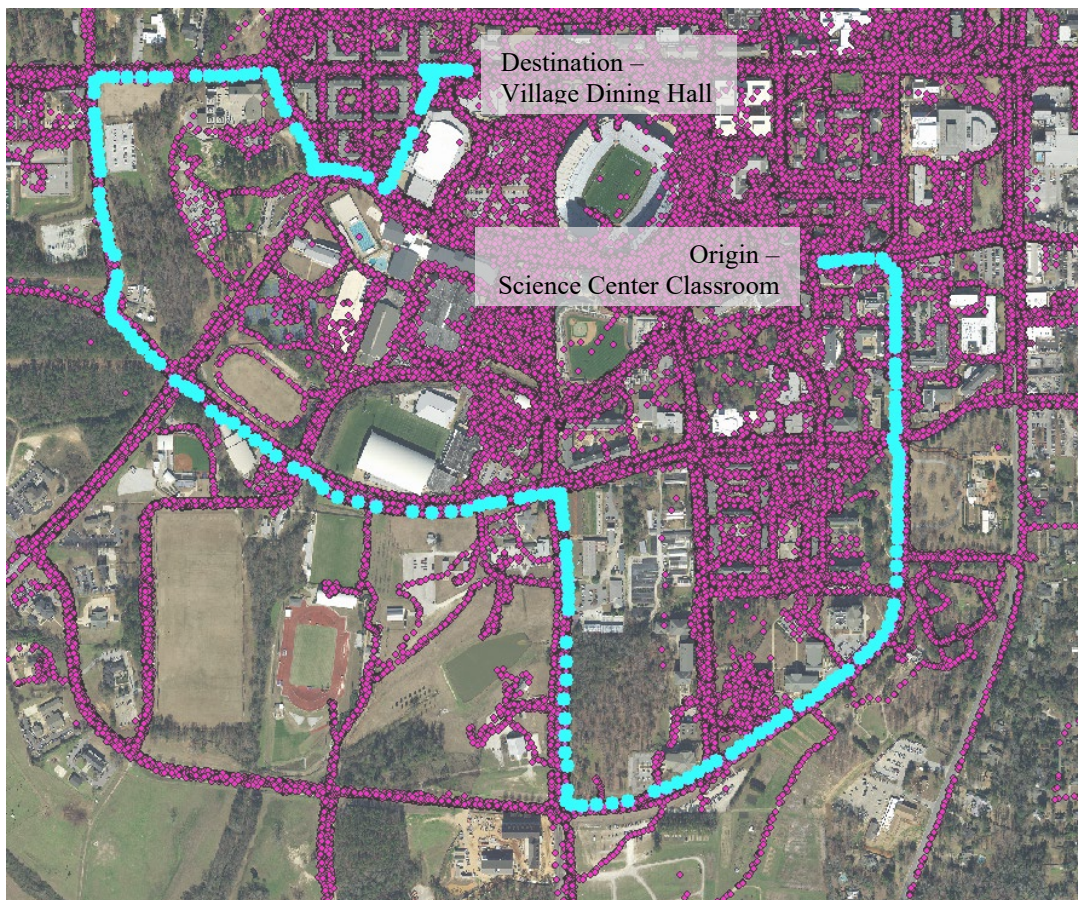 Destination –
Village Dining Hall
Origin –
Science Center Classroom